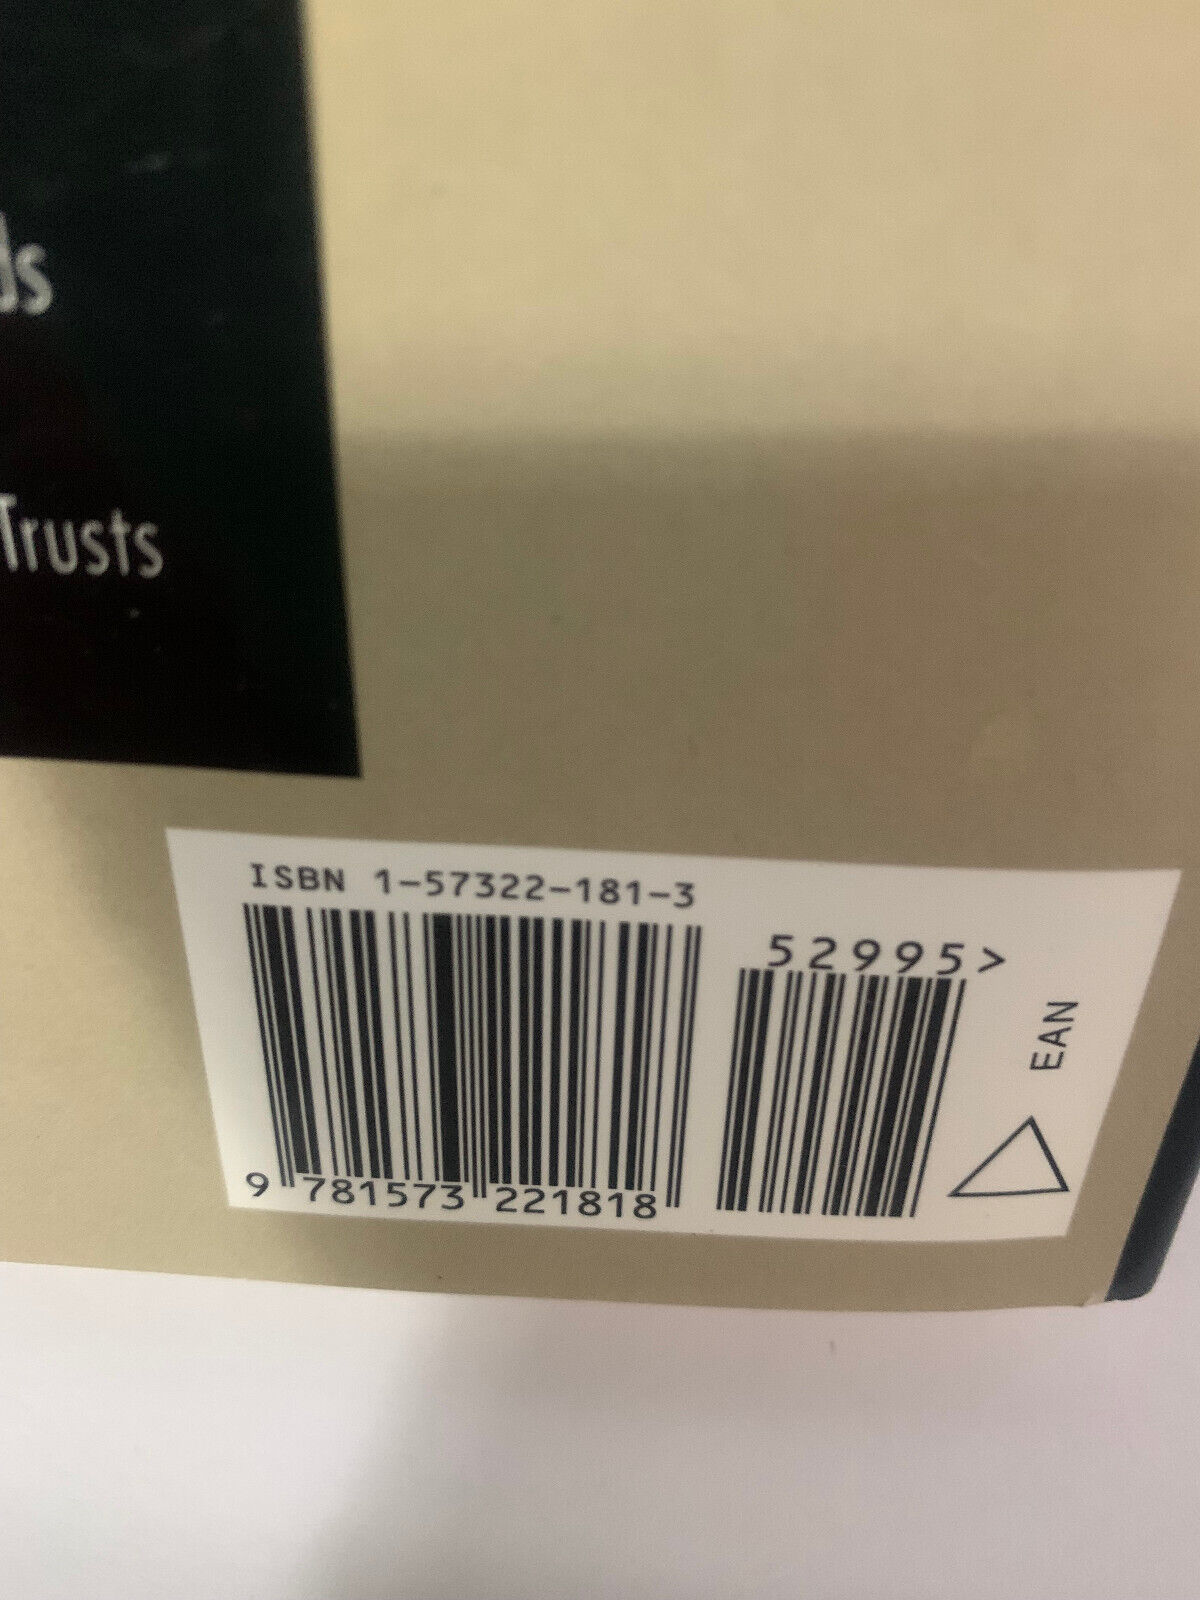 ds
Trusts
ISBN 1-57322-181-3
52995>
EAN
9 781573 221818